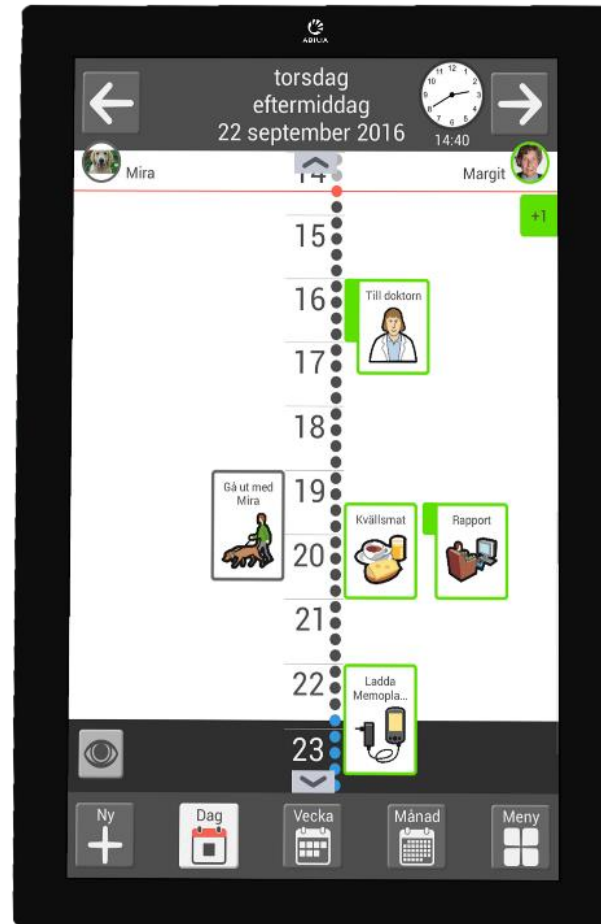 ABILIA
torsdag
eftermiddag
22 september 2016
14:40
Mira
Margit
14
+1
15
16
Till doktorn
17
18
19
Gå ut med
Mira
Kvällsmat
Rapport
20
21
22
Ladda
Memopla...
23
Ny
Dag
Vecka
Månad
Meny